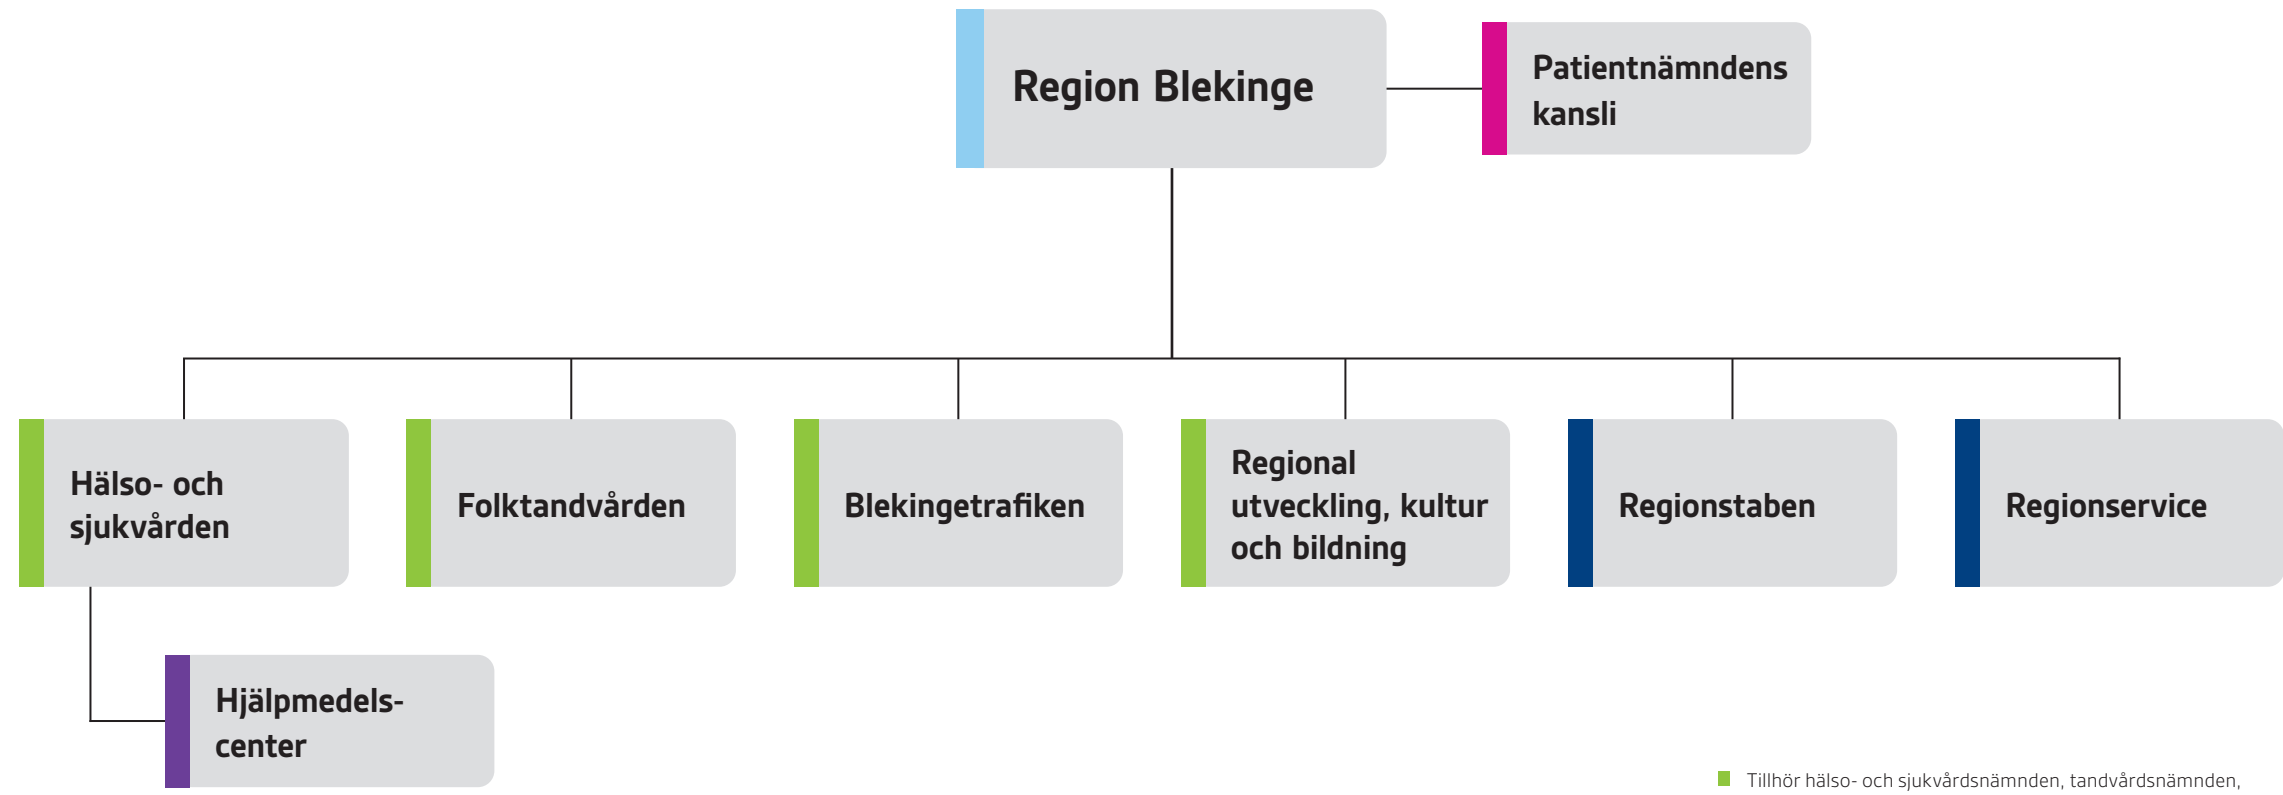 Region Blekinge
Patientnämndens
kansli
Hälso- och
sjukvården
Folktandvården
Blekingetrafiken
Regional
utveckling, kultur
och bildning
Regionstaben
Regionservice
Hjälpmedels-
center
Tillhör hälso- och sjukvårdsnämnden, tandvårdsnämnden,